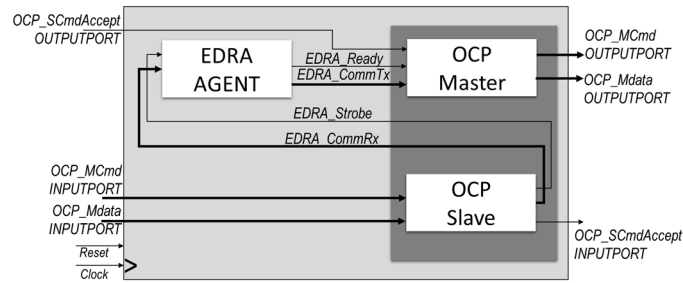 OCP_SCmdAccept
OUTPUTPORT
EDRA
AGENT
EDRA_Ready
EDRA_CommTx
OCP
Master
OCP_MCmd
OUTPUTPORT
OCP_Mdata
OUTPUTPORT
EDRA_Strobe
EDRA_CommRx
OCP_MCmd
INPUTPORT
OCP_Mdata
INPUTPORT
OCP
Slave
OCP_SCmdAccept
INPUTPORT
Reset
Clock